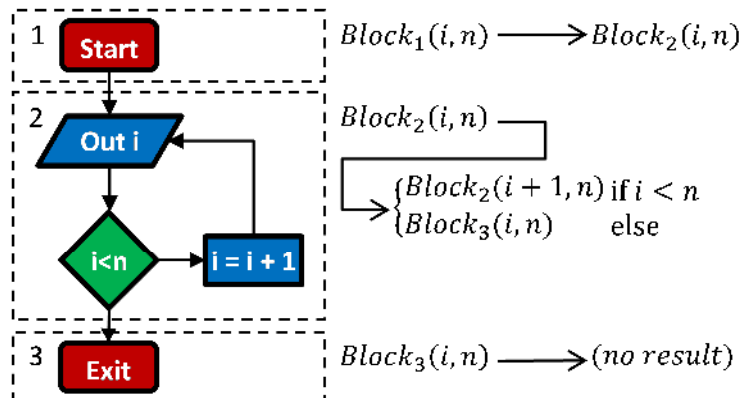 1
Start
Block₁(i, n) ⟶ Block₂(i, n)
2
Out i
i<n
i = i + 1
Block₂(i, n)
{Block₂(i + 1, n) if i < n
{Block₃(i, n) else
3
Exit
Block₃(i, n) ⟶ (no result)